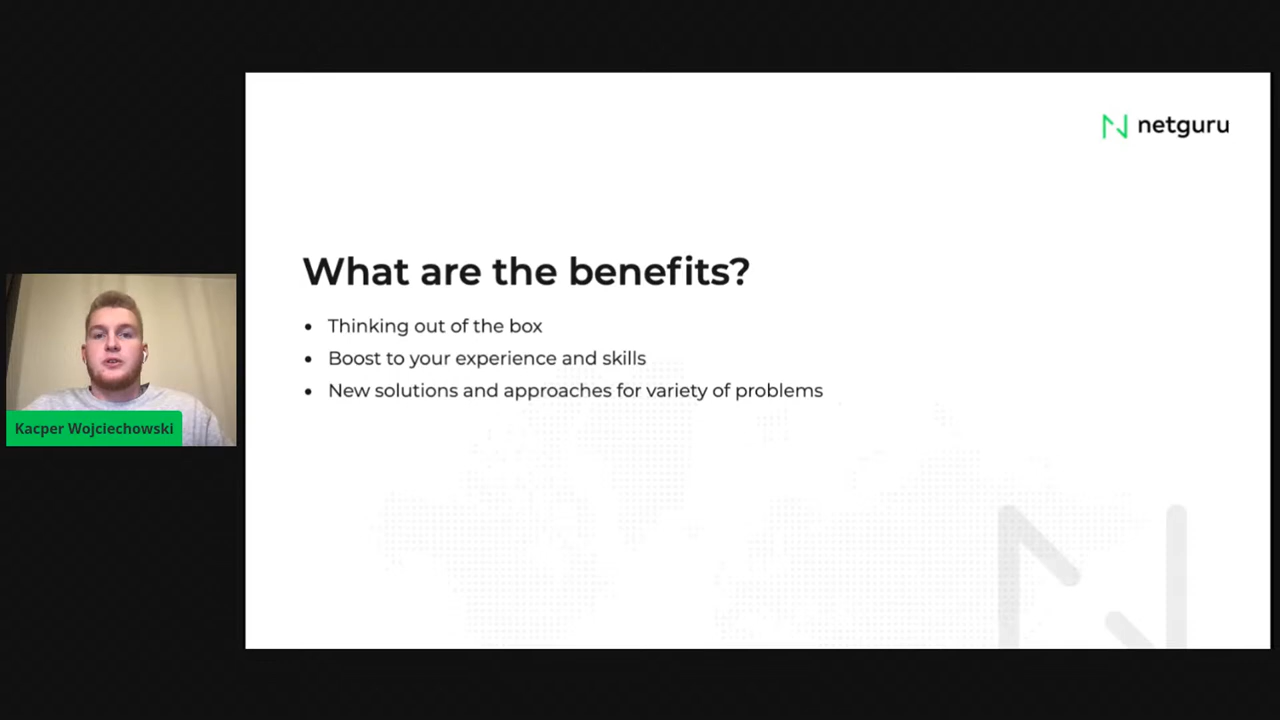 netguru
What are the benefits?
• Thinking out of the box
• Boost to your experience and skills
• New solutions and approaches for variety of problems
Kacper Wojciechowski